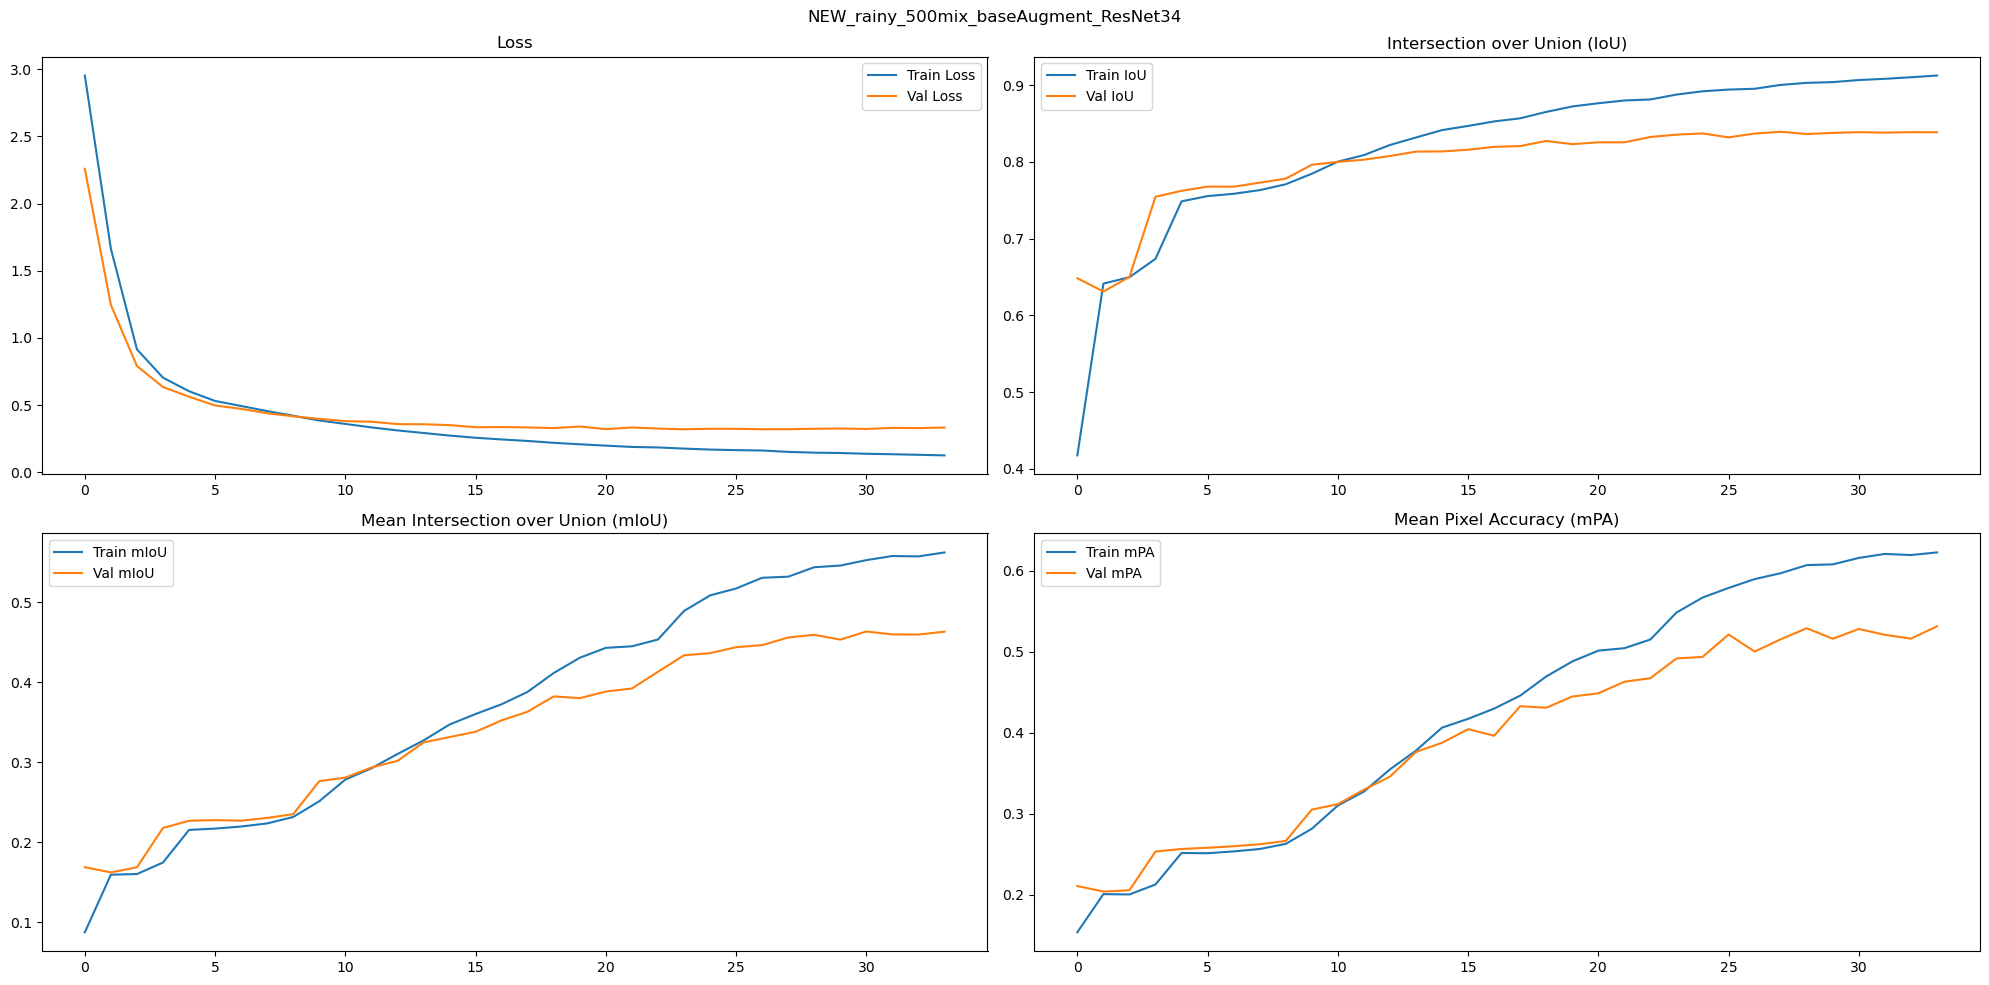 NEW_rainy_500mix_baseAugment_ResNet34
Loss
Train Loss
Val Loss
3.0
2.5
2.0
1.5
1.0
0.5
0.0
0 5 10 15 20 25 30
Intersection over Union (IoU)
Train IoU
Val IoU
0.9
0.8
0.7
0.6
0.5
0.4
0 5 10 15 20 25 30
Mean Intersection over Union (mIoU)
Train mIoU
Val mIoU
0.5
0.4
0.3
0.2
0.1
0 5 10 15 20 25 30
Mean Pixel Accuracy (mPA)
Train mPA
Val mPA
0.6
0.5
0.4
0.3
0.2
0 5 10 15 20 25 30